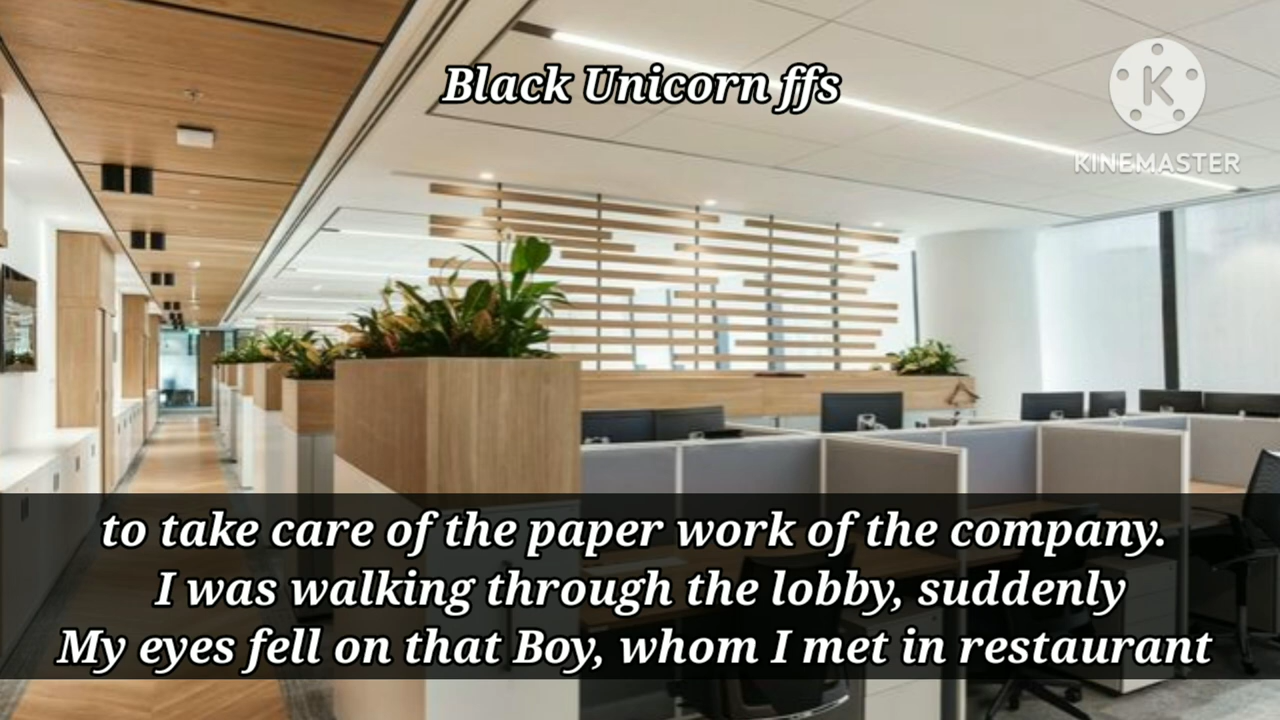 Black Unicorn ffs
K
KINEMASTER
to take care of the paper work of the company.
I was walking through the lobby, suddenly
My eyes fell on that Boy, whom I met in restaurant